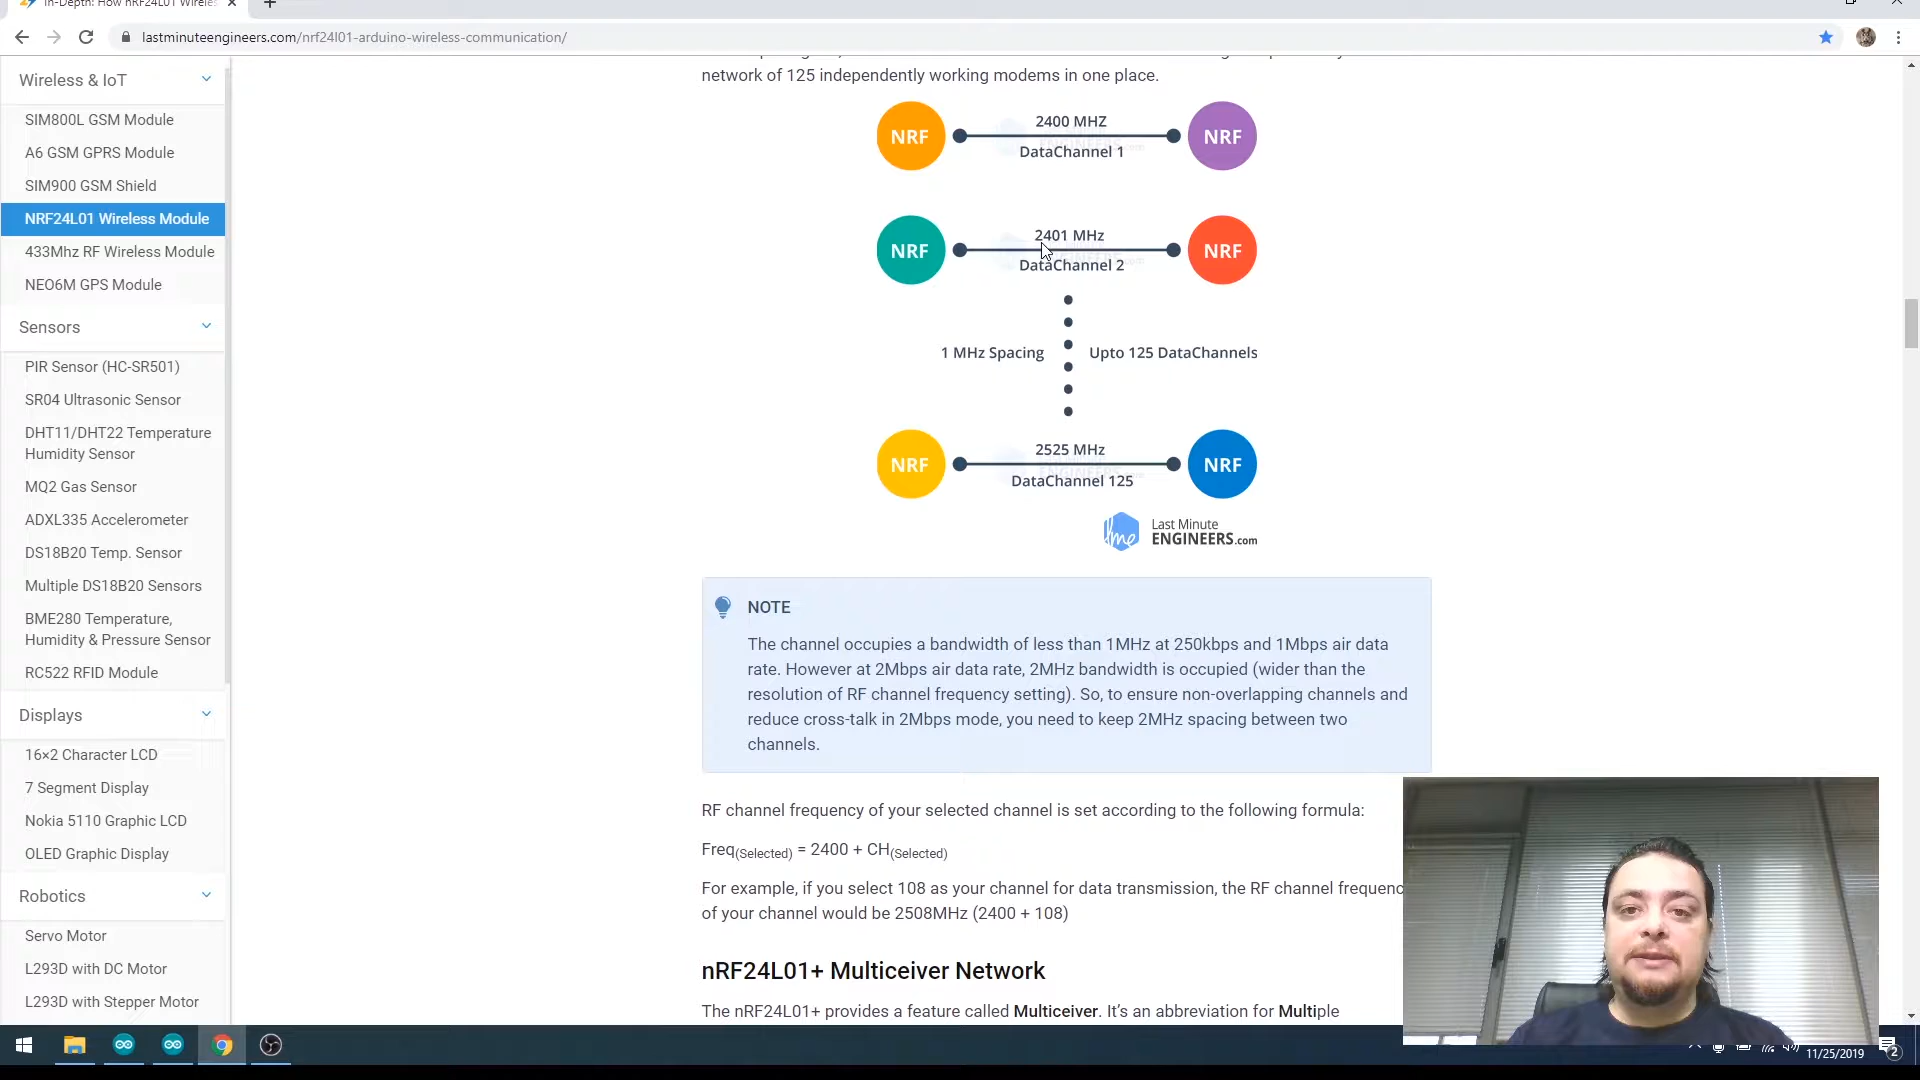 In-Depth: How nRF24L01 Wireles
lastminuteengineers.com/nrf24l01-arduino-wireless-communication/
Wireless & IoT
SIM800L GSM Module
A6 GSM GPRS Module
SIM900 GSM Shield
NRF24L01 Wireless Module
433Mhz RF Wireless Module
NEO6M GPS Module
Sensors
PIR Sensor (HC-SR501)
SR04 Ultrasonic Sensor
DHT11/DHT22 Temperature
Humidity Sensor
MQ2 Gas Sensor
ADXL335 Accelerometer
DS18B20 Temp. Sensor
Multiple DS18B20 Sensors
BME280 Temperature,
Humidity & Pressure Sensor
RC522 RFID Module
Displays
16×2 Character LCD
7 Segment Display
Nokia 5110 Graphic LCD
OLED Graphic Display
Robotics
Servo Motor
L293D with DC Motor
L293D with Stepper Motor
network of 125 independently working modems in one place.
NRF 2400 MHZ NRF
DataChannel 1
NRF 2401 MHz NRF
DataChannel 2
1 MHz Spacing Upto 125 DataChannels
NRF 2525 MHz NRF
DataChannel 125
lme Last Minute
ENGINEERS.com
NOTE
The channel occupies a bandwidth of less than 1MHz at 250kbps and 1Mbps air data
rate. However at 2Mbps air data rate, 2MHz bandwidth is occupied (wider than the
resolution of RF channel frequency setting). So, to ensure non-overlapping channels and
reduce cross-talk in 2Mbps mode, you need to keep 2MHz spacing between two
channels.
RF channel frequency of your selected channel is set according to the following formula:
Freq(Selected) = 2400 + CH(Selected)
For example, if you select 108 as your channel for data transmission, the RF channel frequenc
of your channel would be 2508MHz (2400 + 108)
nRF24L01+ Multiceiver Network
The nRF24L01+ provides a feature called Multiceiver. It’s an abbreviation for Multiple
11/25/2019
2